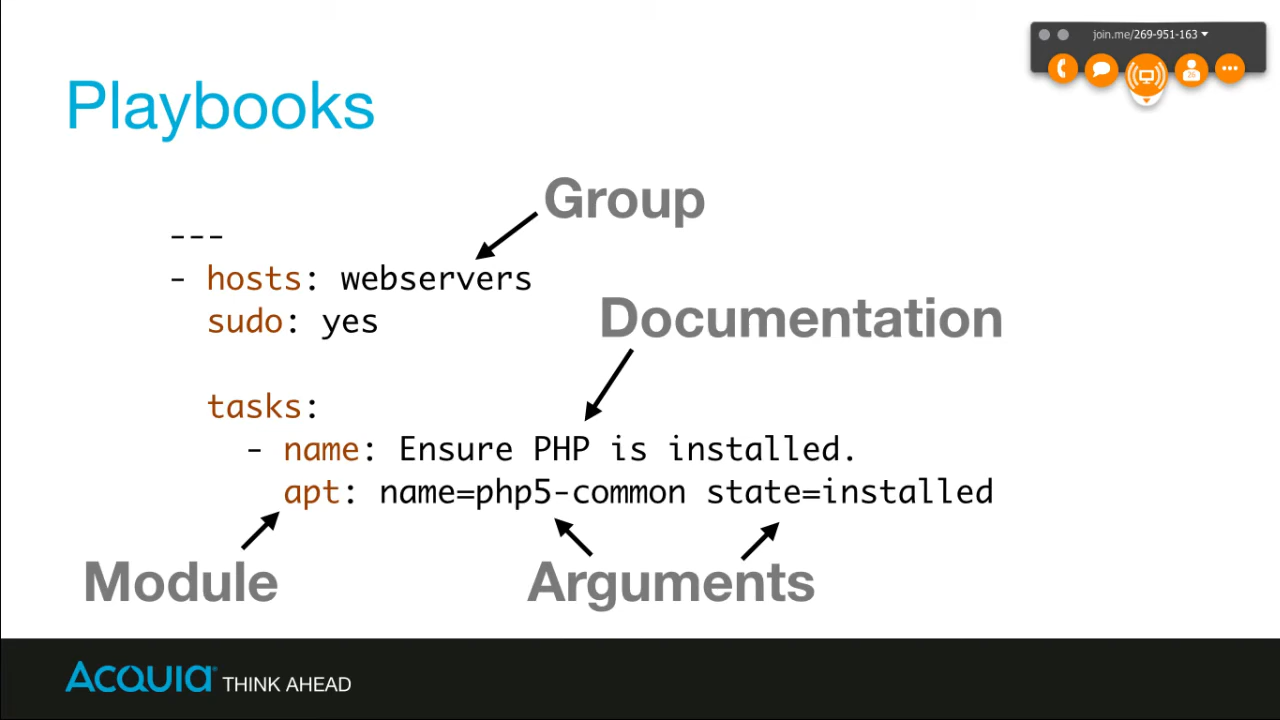 join.me/269-951-163
26
Playbooks
Group
---
- hosts: webservers
sudo: yes
Documentation
tasks:
- name: Ensure PHP is installed.
apt: name=php5-common state=installed
Module
Arguments
ACQUIA® THINK AHEAD